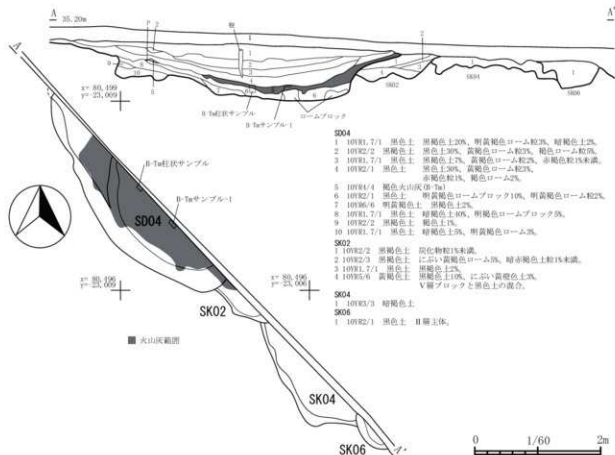 A
35.20m
A'
2
1
根
2
9
8
10
5
B-Tm柱状サンプル
B-Tmサンプル-1
ロームブロック
SK02
SK04
SK06
A
x= 80,499
y=-23,009
B-Tm柱状サンプル
B-Tmサンプル-1
SD04
x= 80,496
y=-23,009
x= 80,496
y=-23,006
SK02
火山灰範囲
SK04
SK06
A'
SD04
1 10YR1.7/1 黒色土 黒褐色土20%、明黄褐色ローム粒3%、暗褐色土2%。
2 10YR2/2 黒褐色土 黒色土30%、黄褐色ローム粒3%、褐色ローム粒5%。
3 10YR1.7/1 黒色土 黒褐色土7%、黄褐色ローム粒2%、赤褐色粒1%未満。
4 10YR2/1 黒色土 黒色土30%、黄褐色ローム粒3%、
赤褐色粒1%、褐色ローム2%。
5 10YR4/4 褐色火山灰(B-Tm)
6 10YR2/1 黒色土 明黄褐色ロームブロック10%、明黄褐色ローム粒2%。
7 10YR6/6 明黄褐色土 黒褐色土2%。
8 10YR1.7/1 黒色土 暗褐色土40%、明褐色ロームブロック5%。
9 10YR2/2 黒褐色土 褐色土1%。
10 10YR1.7/1 黒色土 暗褐色土5%、明黄褐色ローム3%。
SK02
1 10YR2/2 黒褐色土 炭化物粒1%未満。
2 10YR2/3 黒褐色土 にぶい黄褐色ローム5%、暗赤褐色土粒1%未満。
3 10YR1.7/1 黒色土 黒褐色土2%。
4 10YR5/6 黄褐色土 黒褐色土10%、にぶい黄橙色土3%。
V層ブロックと黒色土の混合。
SK04
1 10YR3/3 暗褐色土
SK06
1 10YR2/1 黒色土 Ⅱ層主体。
0 1/60 2m